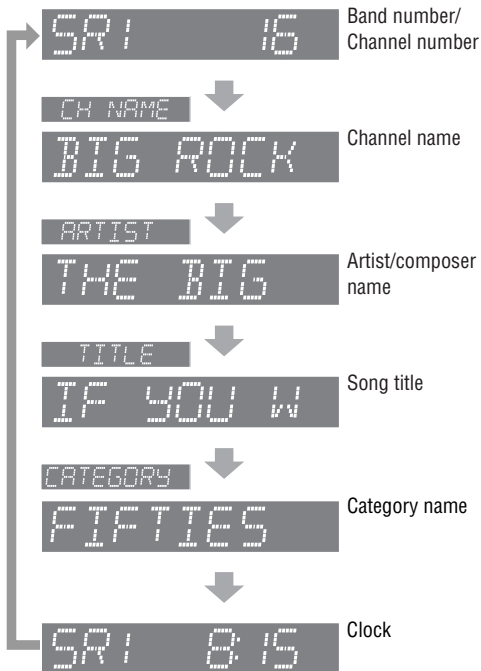 SR1 16
Band number/
Channel number
CH NAME
BIG ROCK
Channel name
ARTIST
THE BIG
Artist/composer
name
TITLE
IF YOU W
Song title
CATEGORY
FIFTIES
Category name
SR1 8:15
Clock